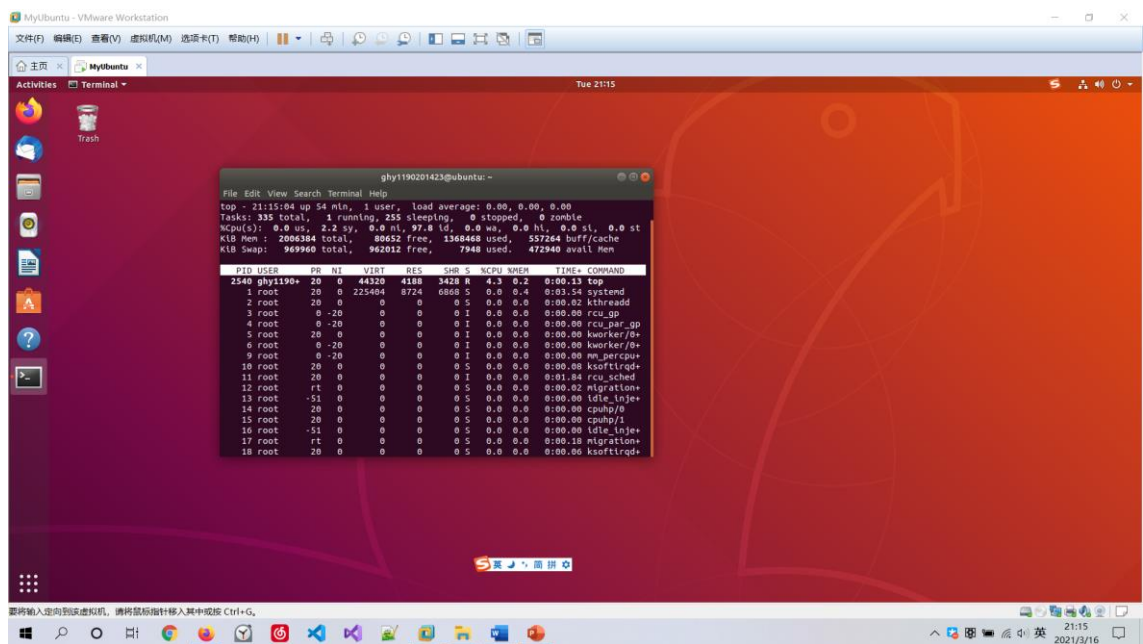 MyUbuntu - VMware Workstation
文件(F) 编辑(E) 查看(V) 虚拟机(M) 选项卡(T) 帮助(H)
主页 MyUbuntu
Activities Terminal Tue 21:15
Trash
ghy1190201423@ubuntu: ~
File Edit View Search Terminal Help
top - 21:15:04 up 54 min, 1 user, load average: 0.00, 0.00, 0.00
Tasks: 335 total, 1 running, 255 sleeping, 0 stopped, 0 zombie
%Cpu(s): 0.0 us, 2.2 sy, 0.0 ni, 97.8 id, 0.0 wa, 0.0 hi, 0.0 si, 0.0 st
KiB Mem : 2006384 total, 80652 free, 1368468 used, 557264 buff/cache
KiB Swap: 969960 total, 962012 free, 7948 used. 472940 avail Mem
PID USER PR NI VIRT RES SHR S %CPU %MEM TIME+ COMMAND
2540 ghy1190+ 20 0 44320 4188 3428 R 4.3 0.2 0:00.13 top
1 root 20 0 225404 8724 6868 S 0.0 0.4 0:03.54 systemd
2 root 20 0 0 0 0 S 0.0 0.0 0:00.02 kthreadd
3 root 0 -20 0 0 0 I 0.0 0.0 0:00.00 rcu_gp
4 root 0 -20 0 0 0 I 0.0 0.0 0:00.00 rcu_par_gp
5 root 20 0 0 0 0 I 0.0 0.0 0:00.00 kworker/0+
6 root 0 -20 0 0 0 I 0.0 0.0 0:00.00 kworker/0+
9 root 0 -20 0 0 0 I 0.0 0.0 0:00.00 mm_percpu+
10 root 20 0 0 0 0 S 0.0 0.0 0:00.08 ksoftirqd+
11 root 20 0 0 0 0 I 0.0 0.0 0:01.84 rcu_sched
12 root rt 0 0 0 0 S 0.0 0.0 0:00.02 migration+
13 root -51 0 0 0 0 S 0.0 0.0 0:00.00 idle_inje+
14 root 20 0 0 0 0 S 0.0 0.0 0:00.00 cpuhp/0
15 root 20 0 0 0 0 S 0.0 0.0 0:00.00 cpuhp/1
16 root -51 0 0 0 0 S 0.0 0.0 0:00.00 idle_inje+
17 root rt 0 0 0 0 S 0.0 0.0 0:00.18 migration+
18 root 20 0 0 0 0 S 0.0 0.0 0:00.06 ksoftirqd+
英 简 拼
要将输入定向到该虚拟机，请将鼠标指针移入其中或按 Ctrl+G。
英 21:15
2021/3/16